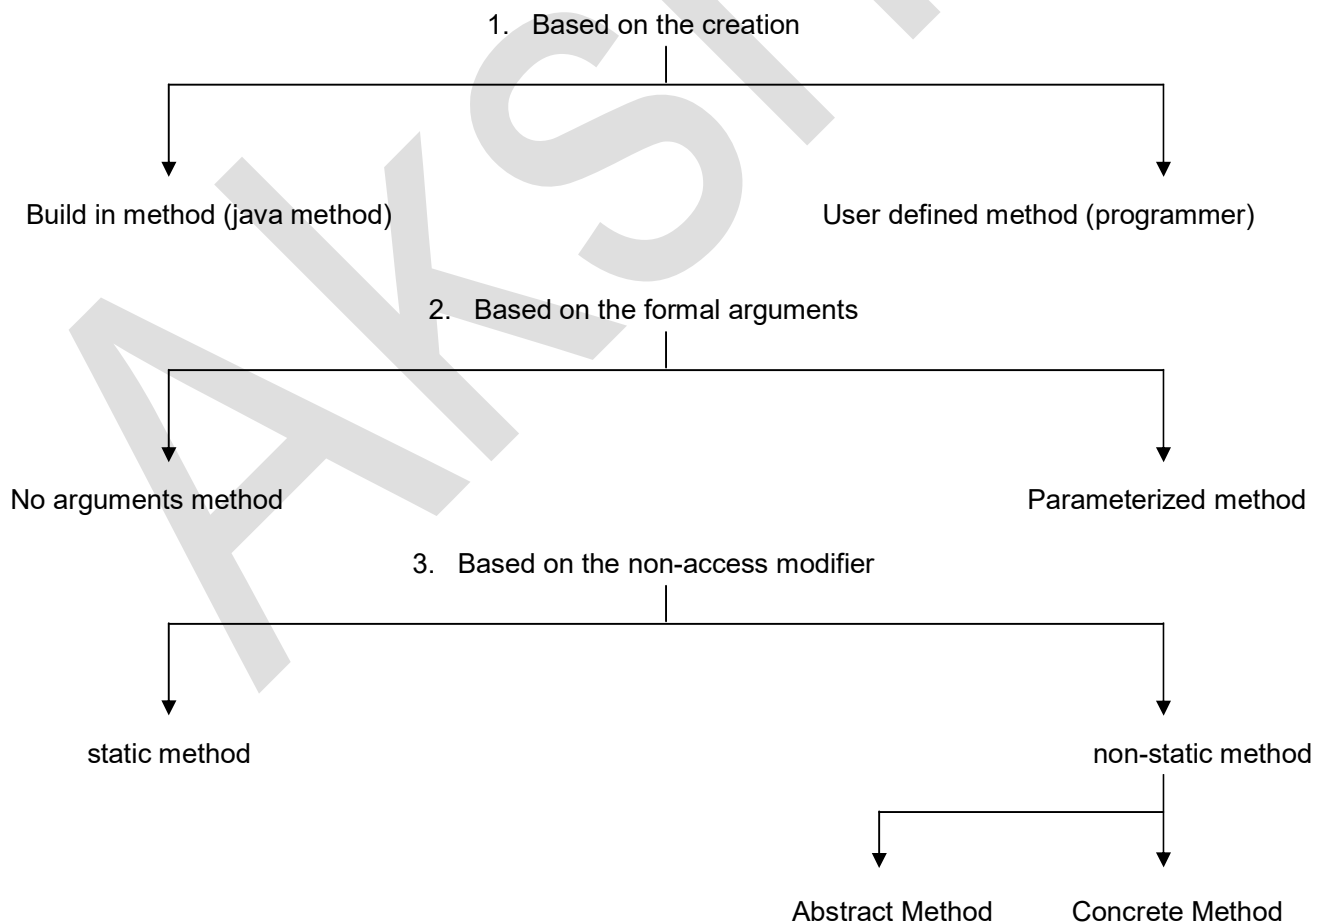 1. Based on the creation
Build in method (java method) User defined method (programmer)
2. Based on the formal arguments
No arguments method Parameterized method
3. Based on the non-access modifier
static method non-static method
Abstract Method Concrete Method